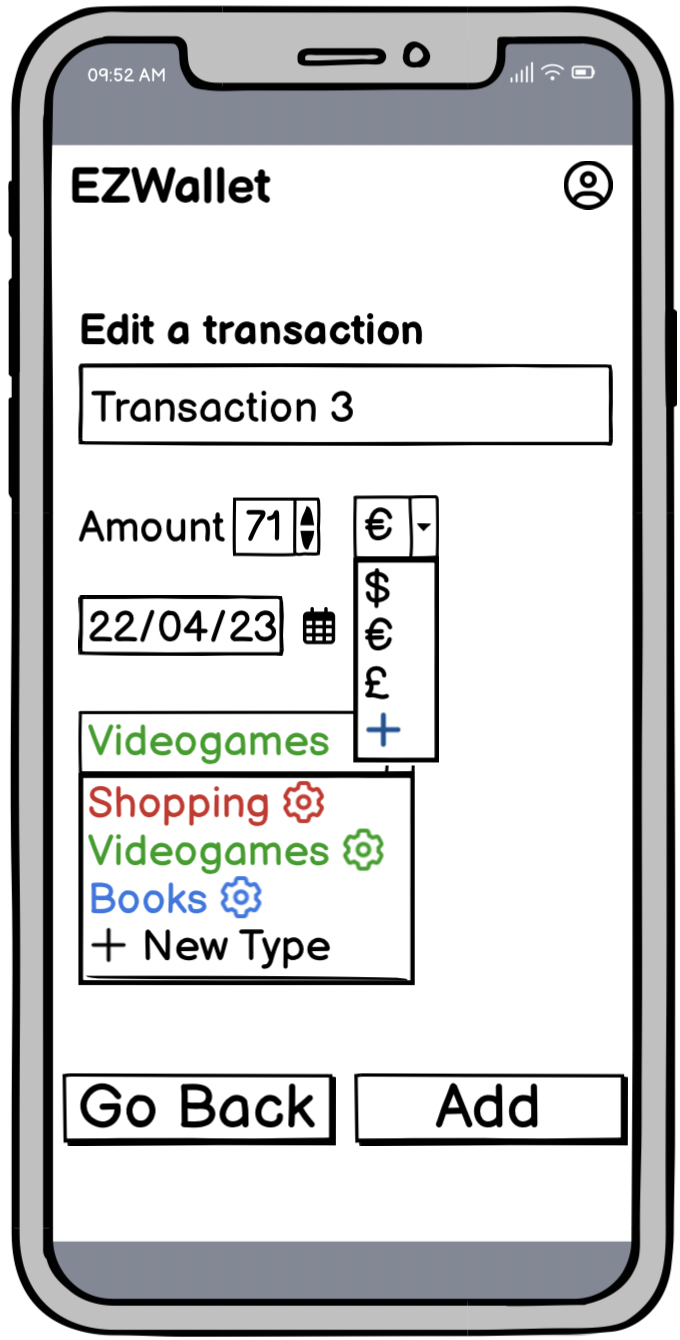 09:52 AM
EZWallet
Edit a transaction
Transaction 3
Amount 71 €
$
€
£
+
22/04/23
Videogames
Shopping
Videogames
Books
+ New Type
Go Back Add